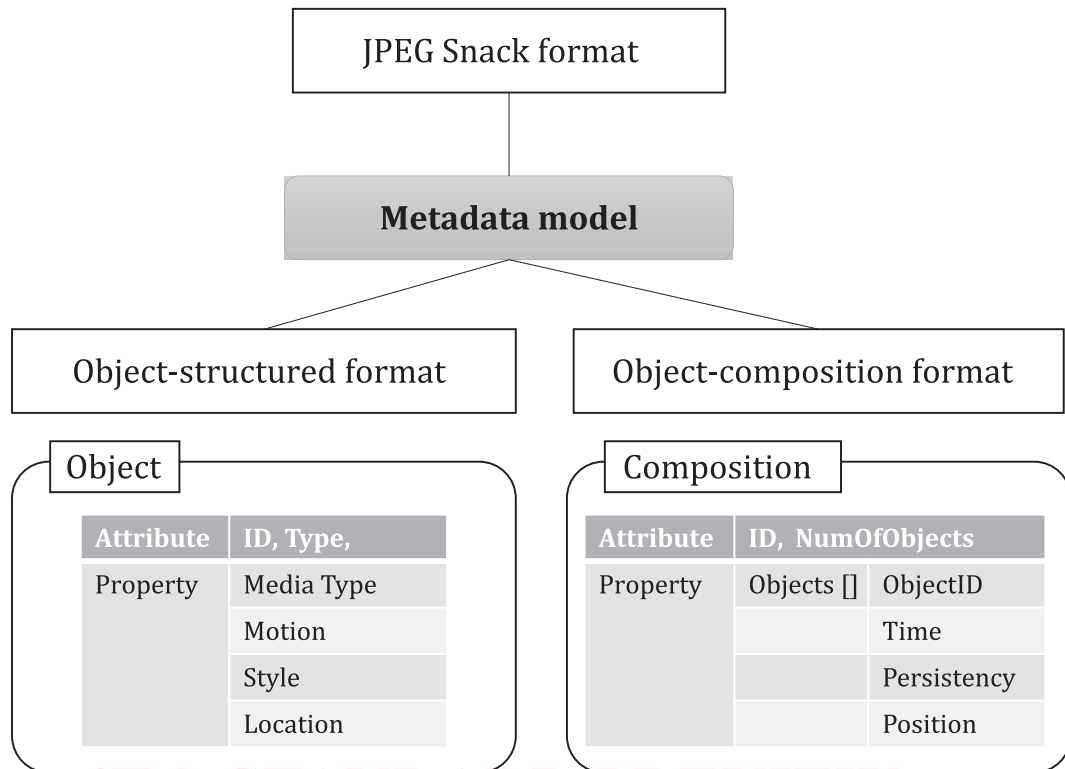 JPEG Snack format
Metadata model
Object-structured format
Object-composition format
Object
Attribute ID, Type,
Property Media Type
Motion
Style
Location
Composition
Attribute ID, NumOfObjects
Property Objects [] ObjectID
Time
Persistency
Position